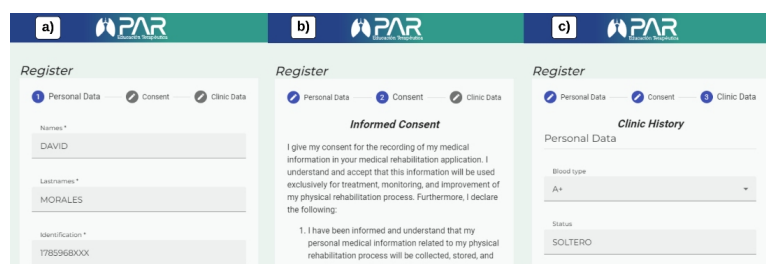 a)
PAR
Educación Terapéutica
Register
1 Personal Data
Consent
Clinic Data
Names *
DAVID
Lastnames *
MORALES
Identification *
1785968XXX
b)
PAR
Educación Terapéutica
Register
Personal Data
2 Consent
Clinic Data
Informed Consent
I give my consent for the recording of my medical
information in your medical rehabilitation application. I
understand and accept that this information will be used
exclusively for treatment, monitoring, and improvement of
my physical rehabilitation process. Furthermore, I declare
the following:
1. I have been informed and understand that my
personal medical information related to my physical
rehabilitation process will be collected, stored, and
c)
PAR
Educación Terapéutica
Register
Personal Data
Consent
3 Clinic Data
Clinic History
Personal Data
Blood type
A+
Status
SOLTERO